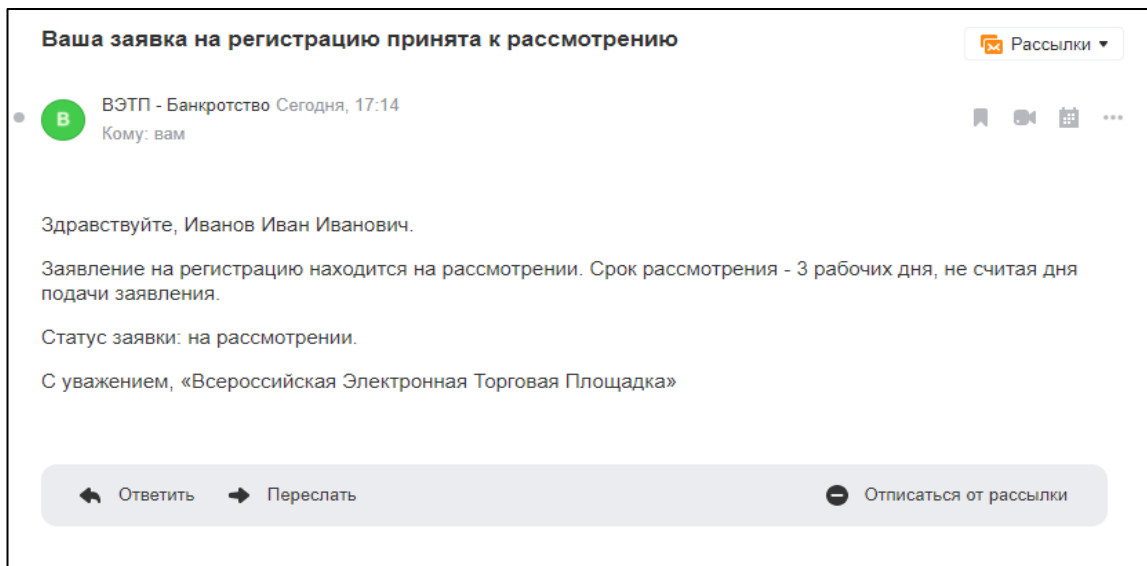 Ваша заявка на регистрацию принята к рассмотрению
Рассылки
В
ВЭТП - Банкротство Сегодня, 17:14
Кому: вам
Здравствуйте, Иванов Иван Иванович.
Заявление на регистрацию находится на рассмотрении. Срок рассмотрения - 3 рабочих дня, не считая дня
подачи заявления.
Статус заявки: на рассмотрении.
С уважением, «Всероссийская Электронная Торговая Площадка»
Ответить Переслать Отписаться от рассылки